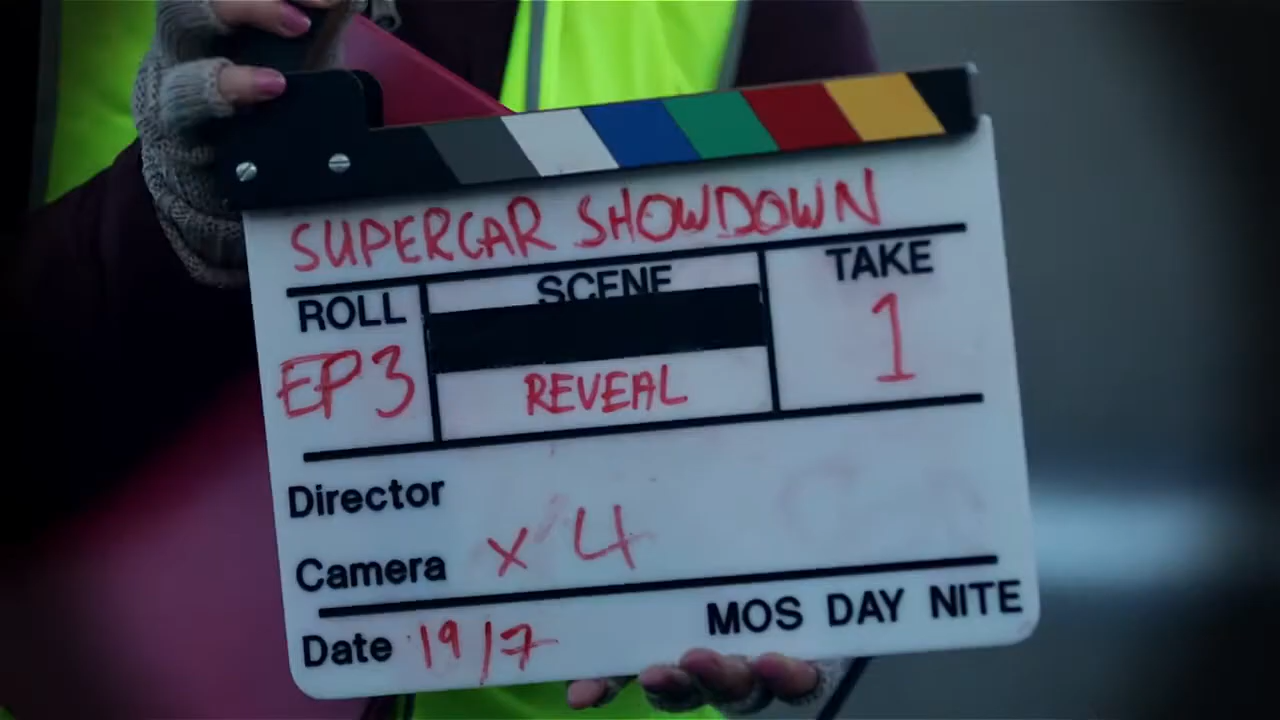 SUPERCAR SHOWDOWN
ROLL SCENE TAKE
EP3 REVEAL 1
Director
Camera x 4
Date 19/7 MOS DAY NITE